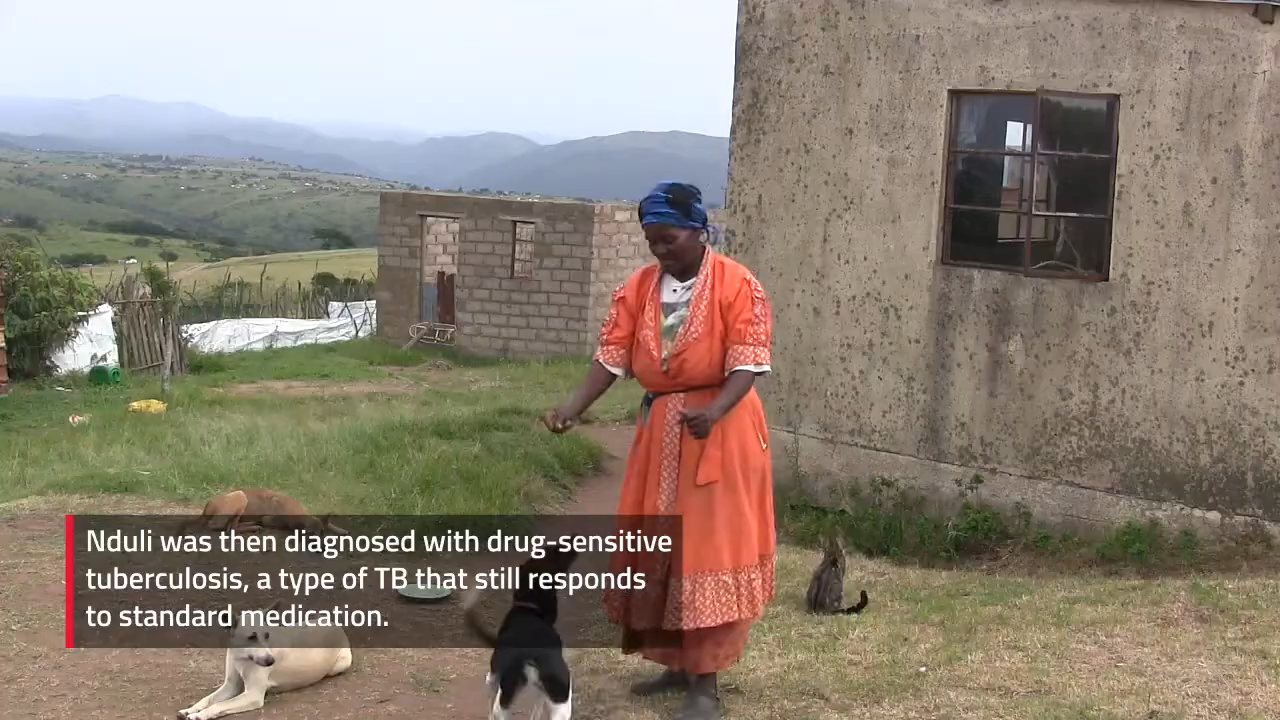 Nduli was then diagnosed with drug-sensitive
tuberculosis, a type of TB that still responds
to standard medication.